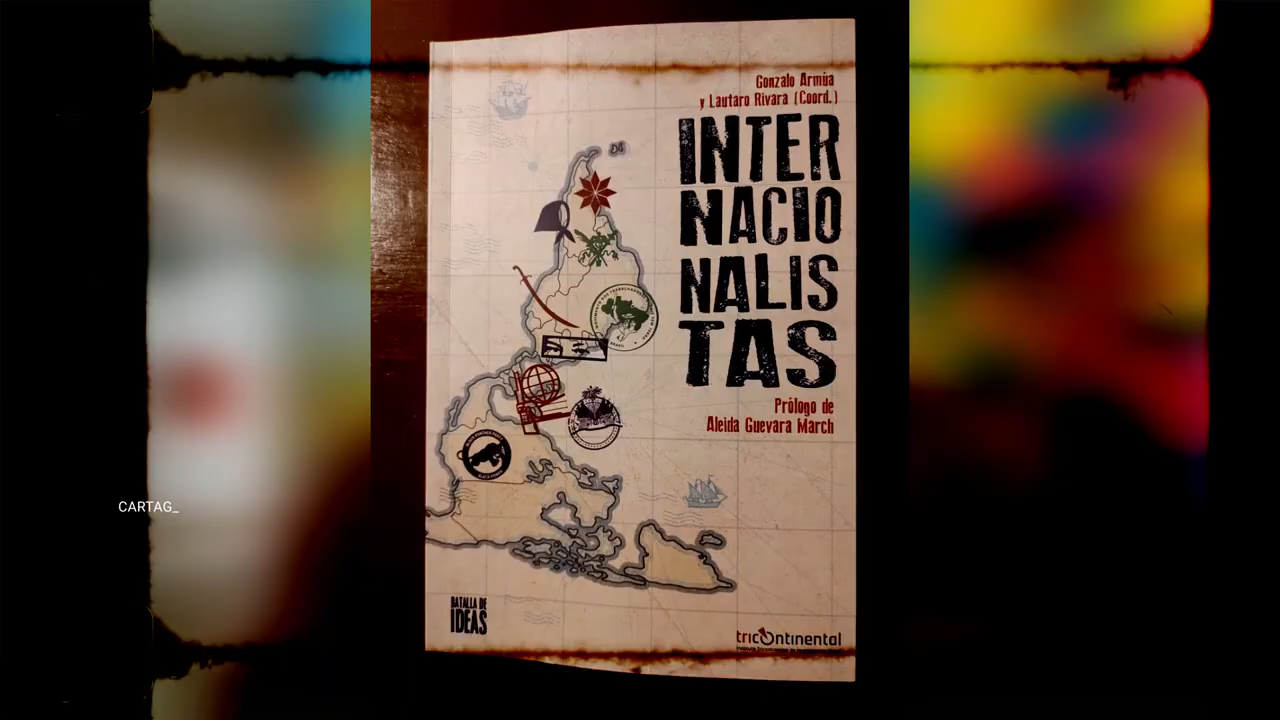 Gonzalo Armúa
y Lautaro Rivara (Coord.)
INTER
NACIO
NALIS
TAS
Prólogo de
Aleida Guevara March
BATALLA DE
IDEAS
tricontinental
CARTAG_